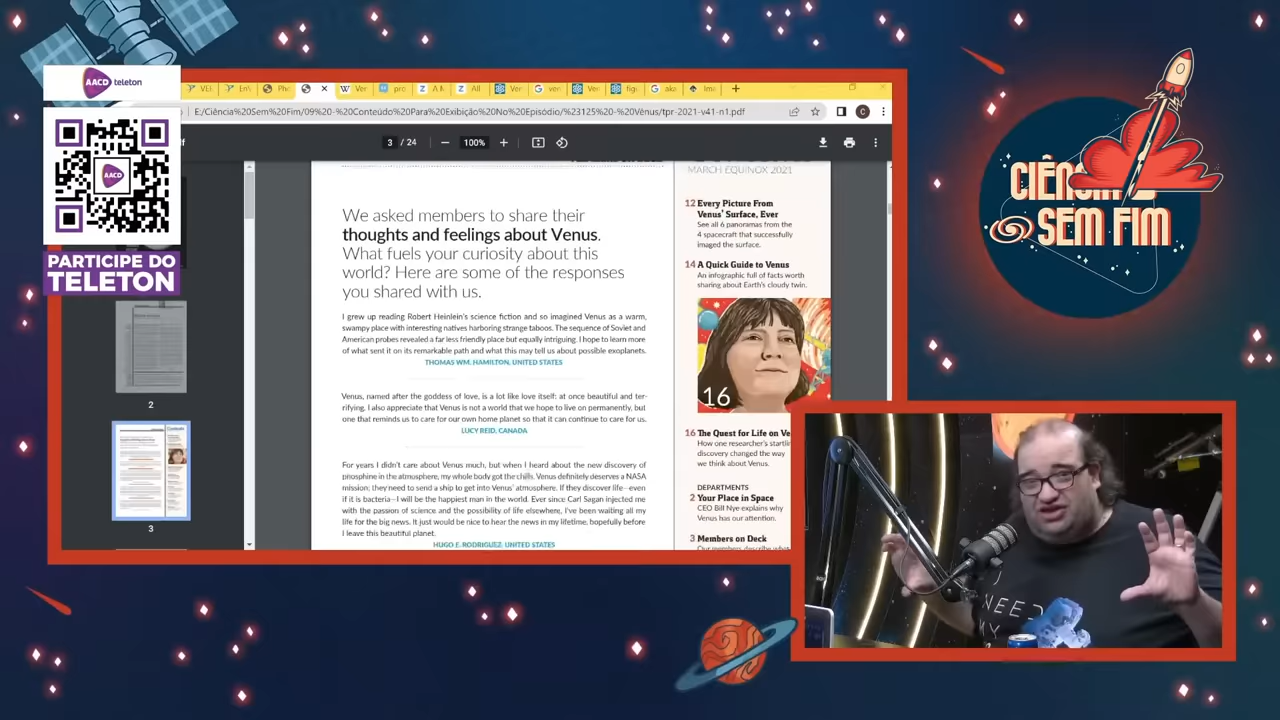 AACD teleton
AACD
PARTICIPE DO
TELETON
E:/Ciência%20Sem%20Fim/09%20-%20Conteúdo%20Para%20Exibição%20No%20Episódio/%23125%20-%20Vênus/tpr-2021-v41-n1.pdf
3 / 24
100%
2
3
We asked members to share their
thoughts and feelings about Venus.
What fuels your curiosity about this
world? Here are some of the responses
you shared with us.
I grew up reading Robert Heinlein's science fiction and so imagined Venus as a warm,
swampy place with interesting natives harboring strange taboos. The sequence of Soviet and
American probes revealed a far less friendly place but equally intriguing. I hope to learn more
of what sent it on its remarkable path and what this may tell us about possible exoplanets.
THOMAS WM. HAMILTON, UNITED STATES
Venus, named after the goddess of love, is a lot like love itself: at once beautiful and ter-
rifying. I also appreciate that Venus is not a world that we hope to live on permanently, but
one that reminds us to care for our own home planet so that it can continue to care for us.
LUCY REID, CANADA
For years I didn't care about Venus much, but when I heard about the new discovery of
phosphine in the atmosphere, my whole body got the chills. Venus definitely deserves a NASA
mission; they need to send a ship to get into Venus' atmosphere. If they discover life—even
if it is bacteria—I will be the happiest man in the world. Ever since Carl Sagan injected me
with the passion of science and the possibility of life elsewhere, I've been waiting all my
life for the big news. It just would be nice to hear the news in my lifetime, hopefully before
I leave this beautiful planet.
HUGO E. RODRIGUEZ, UNITED STATES
MARCH EQUINOX 2021
12 Every Picture From
Venus' Surface, Ever
See all 6 panoramas from the
4 spacecraft that successfully
imaged the surface.
14 A Quick Guide to Venus
An infographic full of facts worth
sharing about Earth's cloudy twin.
16
16 The Quest for Life on Ve
How one researcher's startlin
discovery changed the way
we think about Venus.
DEPARTMENTS
2 Your Place in Space
CEO Bill Nye explains why
Venus has our attention.
3 Members on Deck
Our members describe what
CIÊNCIA
SEM FIM
NEED
MY